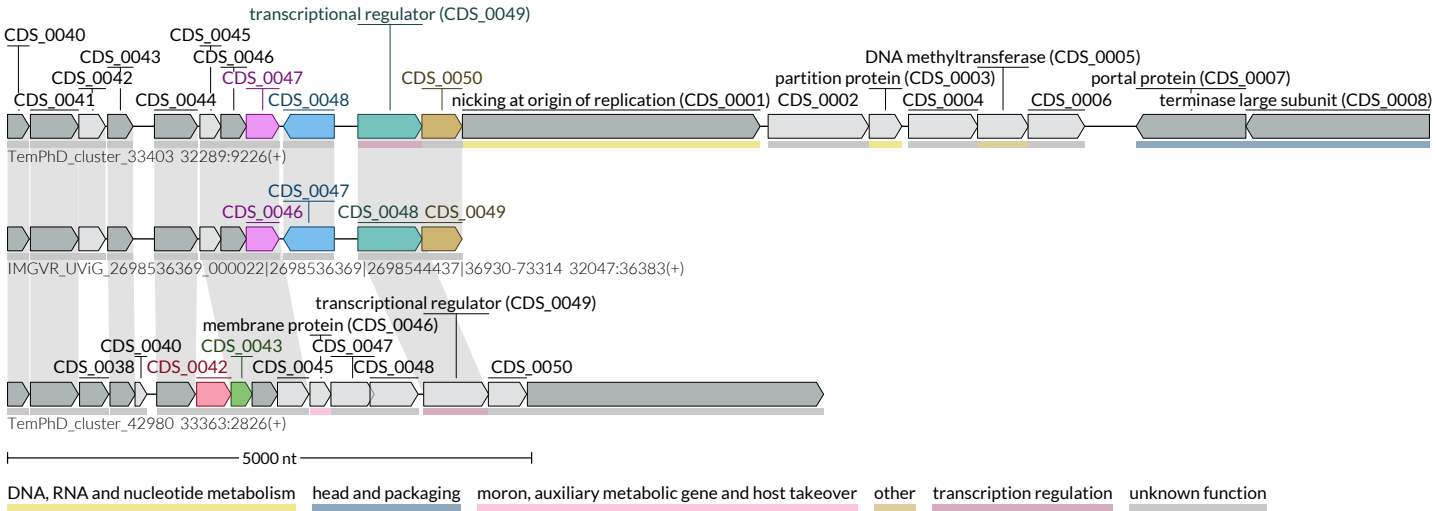 transcriptional regulator (CDS_0049)
CDS_0040 CDS_0045
CDS_0043 CDS_0046 DNA methyltransferase (CDS_0005)
CDS_0042 CDS_0047 CDS_0050 partition protein (CDS_0003) portal protein (CDS_0007)
CDS_0041 CDS_0044 CDS_0048 nicking at origin of replication (CDS_0001) CDS_0002 CDS_0004 CDS_0006 terminase large subunit (CDS_0008)
TemPhD_cluster_33403 32289:9226(+)
CDS_0047
CDS_0046 CDS_0048 CDS_0049
IMGVR_UViG_2698536369_000022|2698536369|2698544437|36930-73314 32047:36383(+)
transcriptional regulator (CDS_0049)
membrane protein (CDS_0046)
CDS_0040 CDS_0043 CDS_0047
CDS_0038 CDS_0042 CDS_0045 CDS_0048 CDS_0050
TemPhD_cluster_42980 33363:2826(+)
5000 nt
DNA, RNA and nucleotide metabolism head and packaging moron, auxiliary metabolic gene and host takeover other transcription regulation unknown function